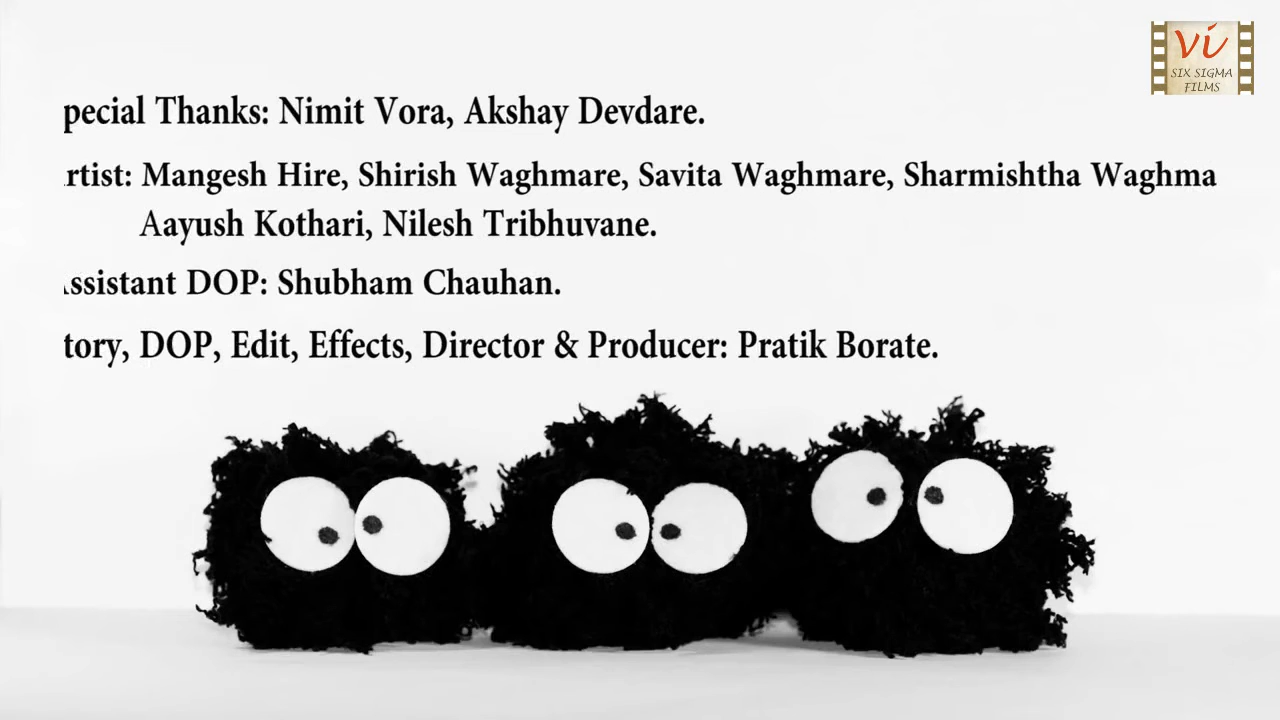 pecial Thanks: Nimit Vora, Akshay Devdare.
rtist: Mangesh Hire, Shirish Waghmare, Savita Waghmare, Sharmishtha Waghma
Aayush Kothari, Nilesh Tribhuvane.
ssistant DOP: Shubham Chauhan.
tory, DOP, Edit, Effects, Director & Producer: Pratik Borate.
vi
SIX SIGMA
FILMS